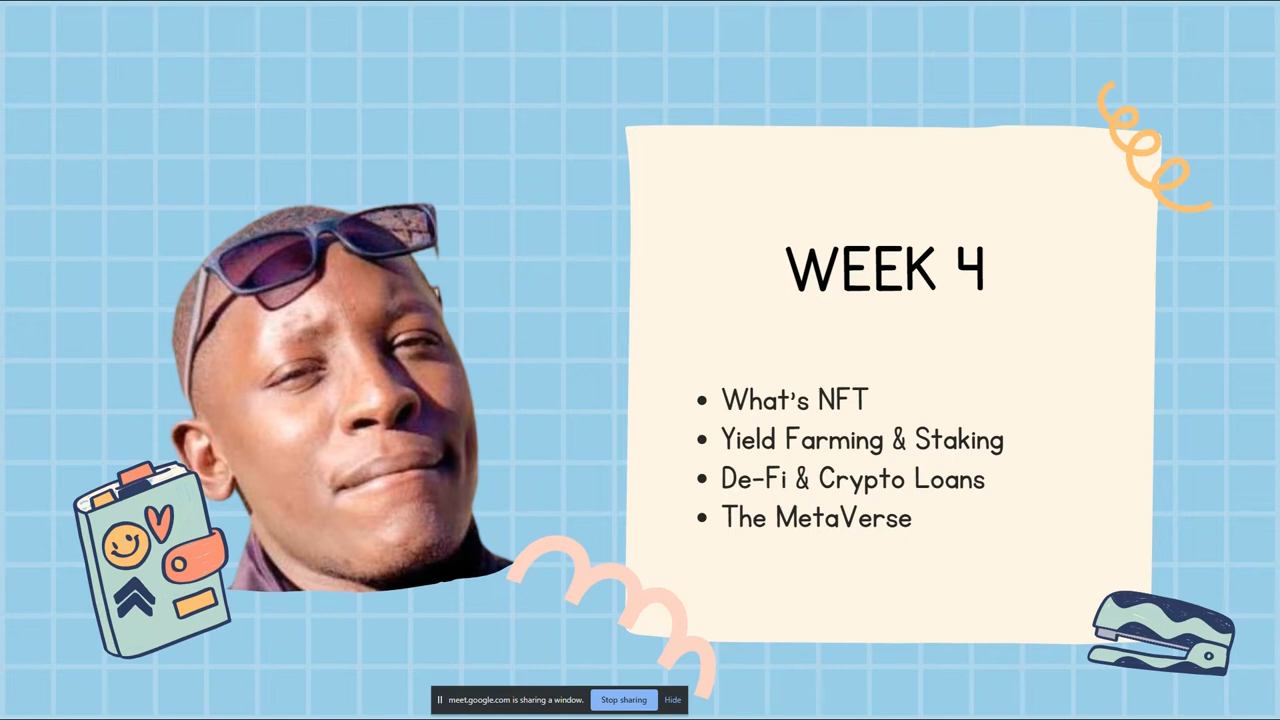 WEEK 4
• What's NFT
• Yield Farming & Staking
• De-Fi & Crypto Loans
• The MetaVerse
meet.google.com is sharing a window. Stop sharing Hide